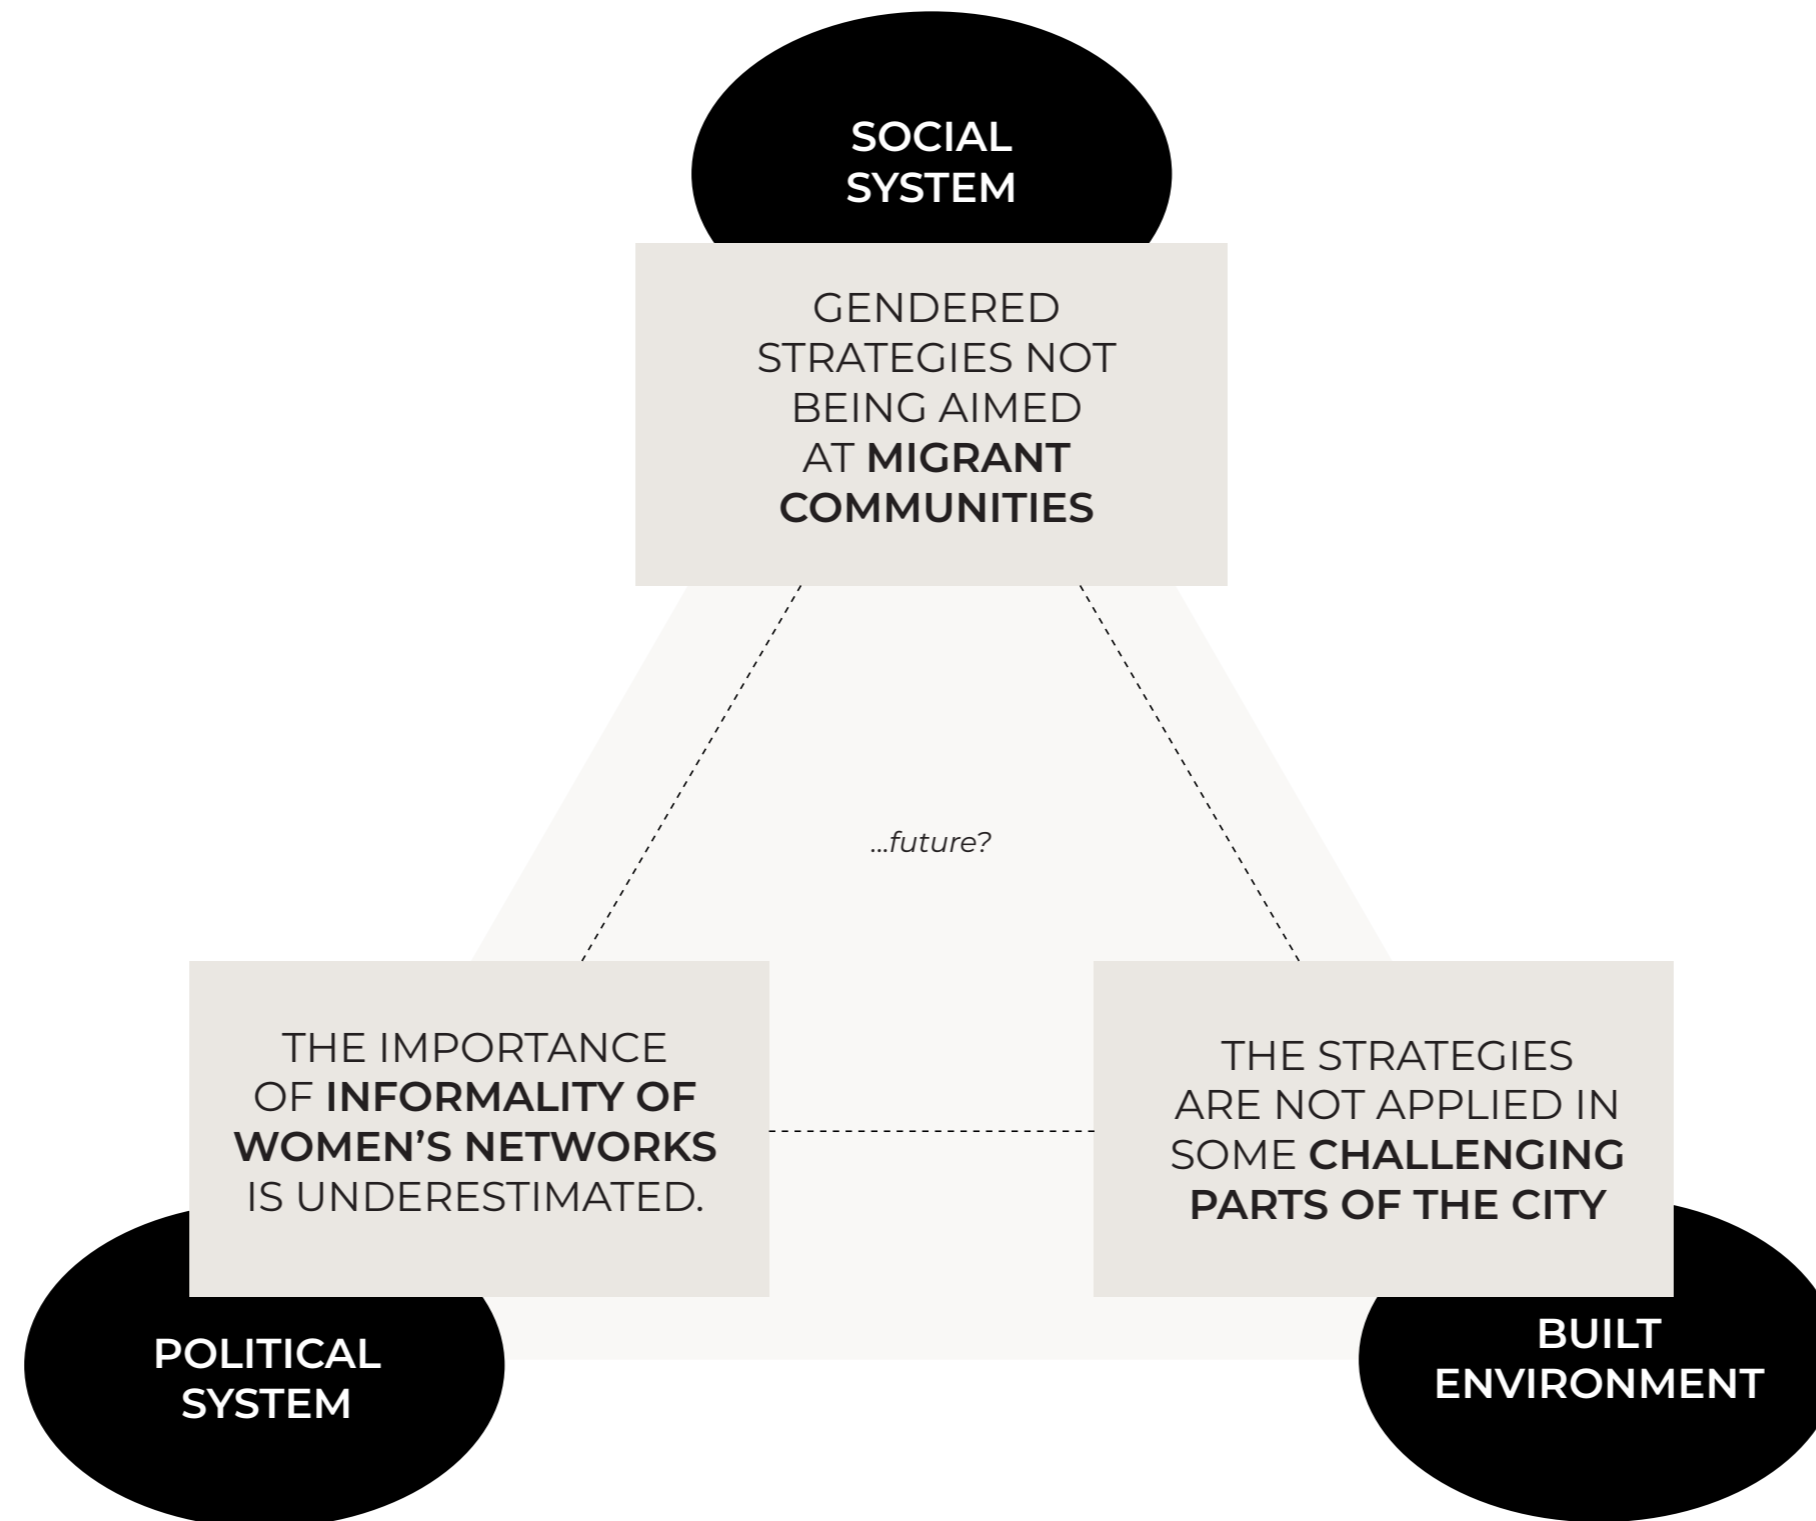 SOCIAL
SYSTEM
GENDERED
STRATEGIES NOT
BEING AIMED
AT MIGRANT
COMMUNITIES
...future?
THE IMPORTANCE
OF INFORMALITY OF
WOMEN’S NETWORKS
IS UNDERESTIMATED.
THE STRATEGIES
ARE NOT APPLIED IN
SOME CHALLENGING
PARTS OF THE CITY
POLITICAL
SYSTEM
BUILT
ENVIRONMENT